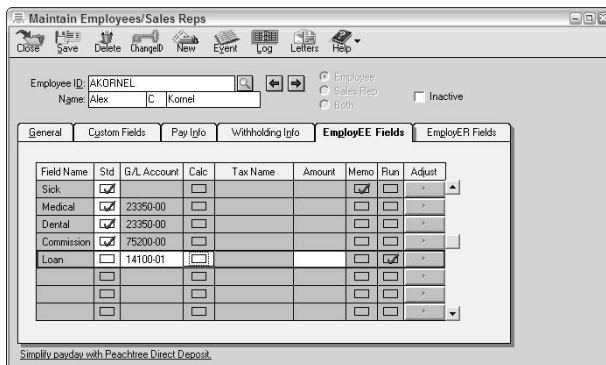 Maintain Employees/Sales Reps
Close Save Delete ChangeID New Event Log Letters Help
Employee ID: AKORNEL
Employee
Sales Rep
Both
Inactive
Name: Alex C Kornel
General Custom Fields Pay Info Withholding Info EmployEE Fields EmployER Fields
Field Name Std G/L Account Calc Tax Name Amount Memo Run Adjust
Sick
Medical 23350-00
Dental 23350-00
Commission 75200-00
Loan 14100-01
Simplify payday with Peachtree Direct Deposit.